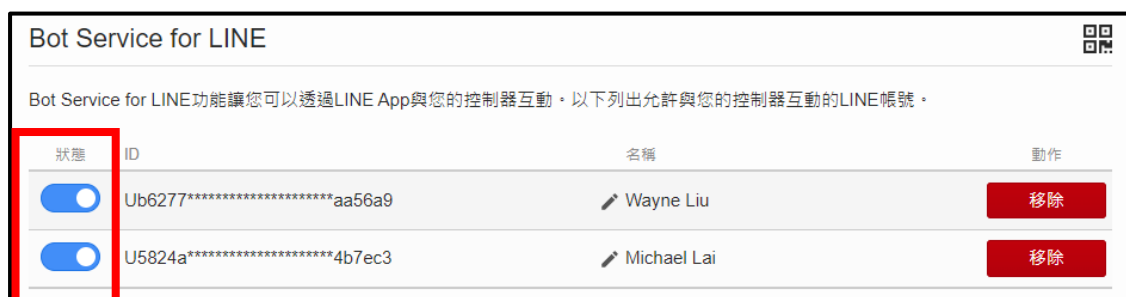 Bot Service for LINE
Bot Service for LINE功能讓您可以透過LINE App與您的控制器互動。以下列出允許與您的控制器互動的LINE帳號。
狀態 ID 名稱 動作
Ub6277*********************aa56a9 Wayne Liu 移除
U5824a*********************4b7ec3 Michael Lai 移除